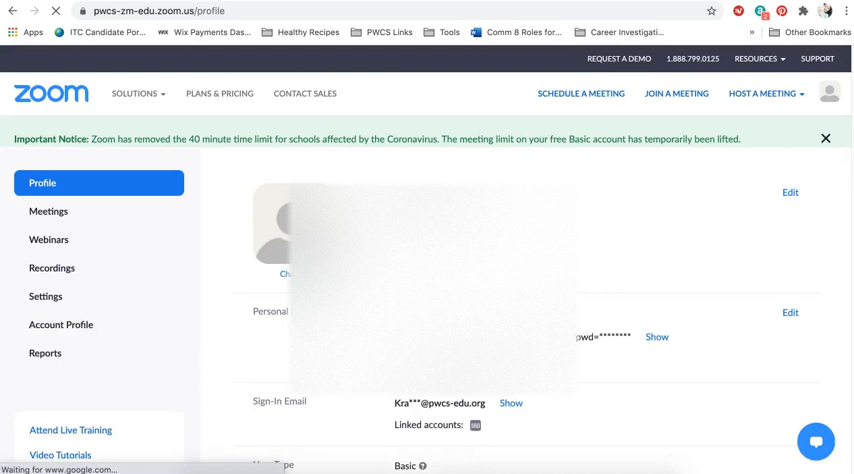 pwcs-zm-edu.zoom.us/profile
2
Apps ITC Candidate Por... WIX Wix Payments Das... Healthy Recipes PWCS Links Tools Comm 8 Roles for... Career Investigati... » Other Bookmarks
REQUEST A DEMO 1.888.799.0125 RESOURCES SUPPORT
zoom SOLUTIONS PLANS & PRICING CONTACT SALES SCHEDULE A MEETING JOIN A MEETING HOST A MEETING
Important Notice: Zoom has removed the 40 minute time limit for schools affected by the Coronavirus. The meeting limit on your free Basic account has temporarily been lifted.
Profile
Edit
Meetings
Webinars
Recordings
Ch
Settings
Personal Edit
Account Profile
pwd=******** Show
Reports
Sign-In Email Kra***@pwcs-edu.org Show
Linked accounts:
Attend Live Training
Video Tutorials
Type Basic
Waiting for www.google.com...